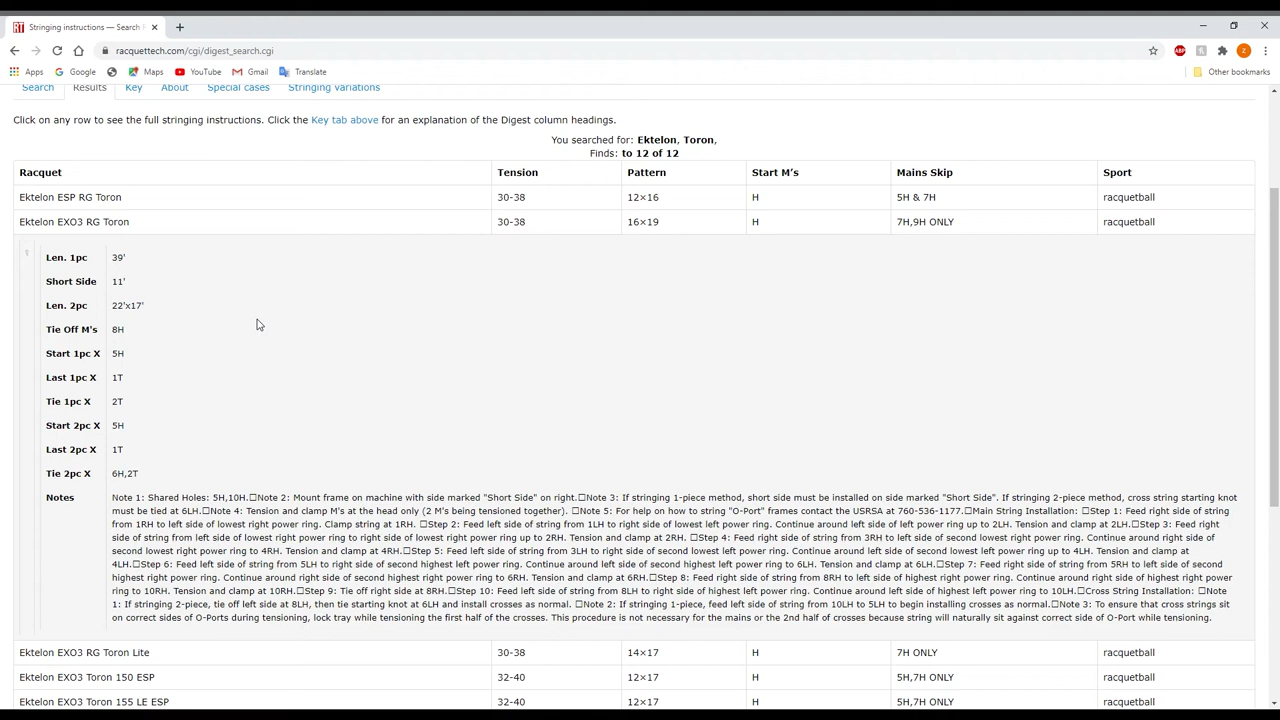 Stringing instructions — Search
racquettech.com/cgi/digest_search.cgi
ABP
Z
Apps Google Maps YouTube Gmail Translate Other bookmarks
Search Results Key About Special cases Stringing variations
Click on any row to see the full stringing instructions. Click the Key tab above for an explanation of the Digest column headings.
You searched for: Ektelon, Toron,
Finds: to 12 of 12
Racquet Tension Pattern Start M's Mains Skip Sport
Ektelon ESP RG Toron 30-38 12×16 H 5H & 7H racquetball
Ektelon EXO3 RG Toron 30-38 16×19 H 7H,9H ONLY racquetball
Len. 1pc 39'
Short Side 11'
Len. 2pc 22'x17'
Tie Off M's 8H
Start 1pc X 5H
Last 1pc X 1T
Tie 1pc X 2T
Start 2pc X 5H
Last 2pc X 1T
Tie 2pc X 6H,2T
Notes Note 1: Shared Holes: 5H,10H.□Note 2: Mount frame on machine with side marked "Short Side" on right.□Note 3: If stringing 1-piece method, short side must be installed on side marked "Short Side". If stringing 2-piece method, cross string starting knot
must be tied at 6LH.□Note 4: Tension and clamp M's at the head only (2 M's being tensioned together). □Note 5: For help on how to string "O-Port" frames contact the USRSA at 760-536-1177.□Main String Installation: □Step 1: Feed right side of string
from 1RH to left side of lowest right power ring. Clamp string at 1RH. □Step 2: Feed left side of string from 1LH to right side of lowest left power ring. Continue around left side of left power ring up to 2LH. Tension and clamp at 2LH.□Step 3: Feed right
side of string from left side of lowest right power ring to right side of lowest right power ring up to 2RH. Tension and clamp at 2RH. □Step 4: Feed right side of string from 3RH to left side of second lowest right power ring. Continue around right side of
second lowest right power ring to 4RH. Tension and clamp at 4RH.□Step 5: Feed left side of string from 3LH to right side of second lowest left power ring. Continue around left side of second lowest left power ring up to 4LH. Tension and clamp at
4LH.□Step 6: Feed left side of string from 5LH to right side of second highest left power ring. Continue around left side of second highest left power ring to 6LH. Tension and clamp at 6LH.□Step 7: Feed right side of string from 5RH to left side of second
highest right power ring. Continue around right side of second highest right power ring to 6RH. Tension and clamp at 6RH.□Step 8: Feed right side of string from 8RH to left side of highest right power ring. Continue around right side of highest right power
ring to 10RH. Tension and clamp at 10RH.□Step 9: Tie off right side at 8RH.□Step 10: Feed left side of string from 8LH to right side of highest left power ring. Continue around left side of highest left power ring to 10LH.□Cross String Installation: □Note
1: If stringing 2-piece, tie off left side at 8LH, then tie starting knot at 6LH and install crosses as normal. □Note 2: If stringing 1-piece, feed left side of string from 10LH to 5LH to begin installing crosses as normal.□Note 3: To ensure that cross strings sit
on correct sides of O-Ports during tensioning, lock tray while tensioning the first half of the crosses. This procedure is not necessary for the mains or the 2nd half of crosses because string will naturally sit against correct side of O-Port while tensioning.
Ektelon EXO3 RG Toron Lite 30-38 14×17 H 7H ONLY racquetball
Ektelon EXO3 Toron 150 ESP 32-40 12×17 H 5H,7H ONLY racquetball
Ektelon EXO3 Toron 155 LE ESP 32-40 12×17 H 5H,7H ONLY racquetball